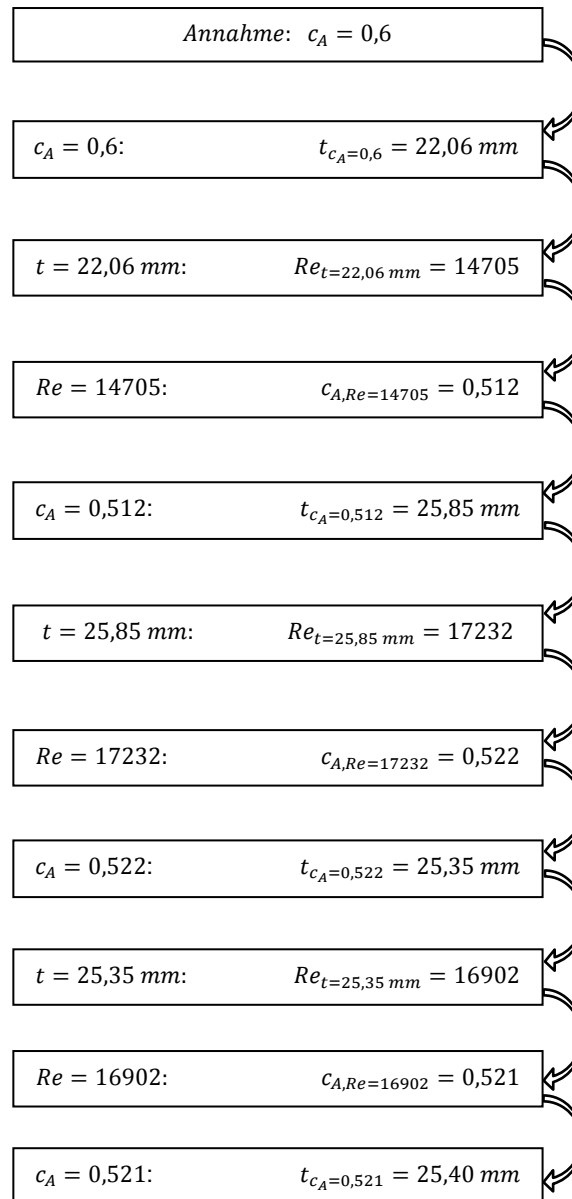 Annahme: c_A = 0,6
c_A = 0,6: t_{c_A=0,6} = 22,06 mm
t = 22,06 mm: Re_{t=22,06 mm} = 14705
Re = 14705: c_{A,Re=14705} = 0,512
c_A = 0,512: t_{c_A=0,512} = 25,85 mm
t = 25,85 mm: Re_{t=25,85 mm} = 17232
Re = 17232: c_{A,Re=17232} = 0,522
c_A = 0,522: t_{c_A=0,522} = 25,35 mm
t = 25,35 mm: Re_{t=25,35 mm} = 16902
Re = 16902: c_{A,Re=16902} = 0,521
c_A = 0,521: t_{c_A=0,521} = 25,40 mm